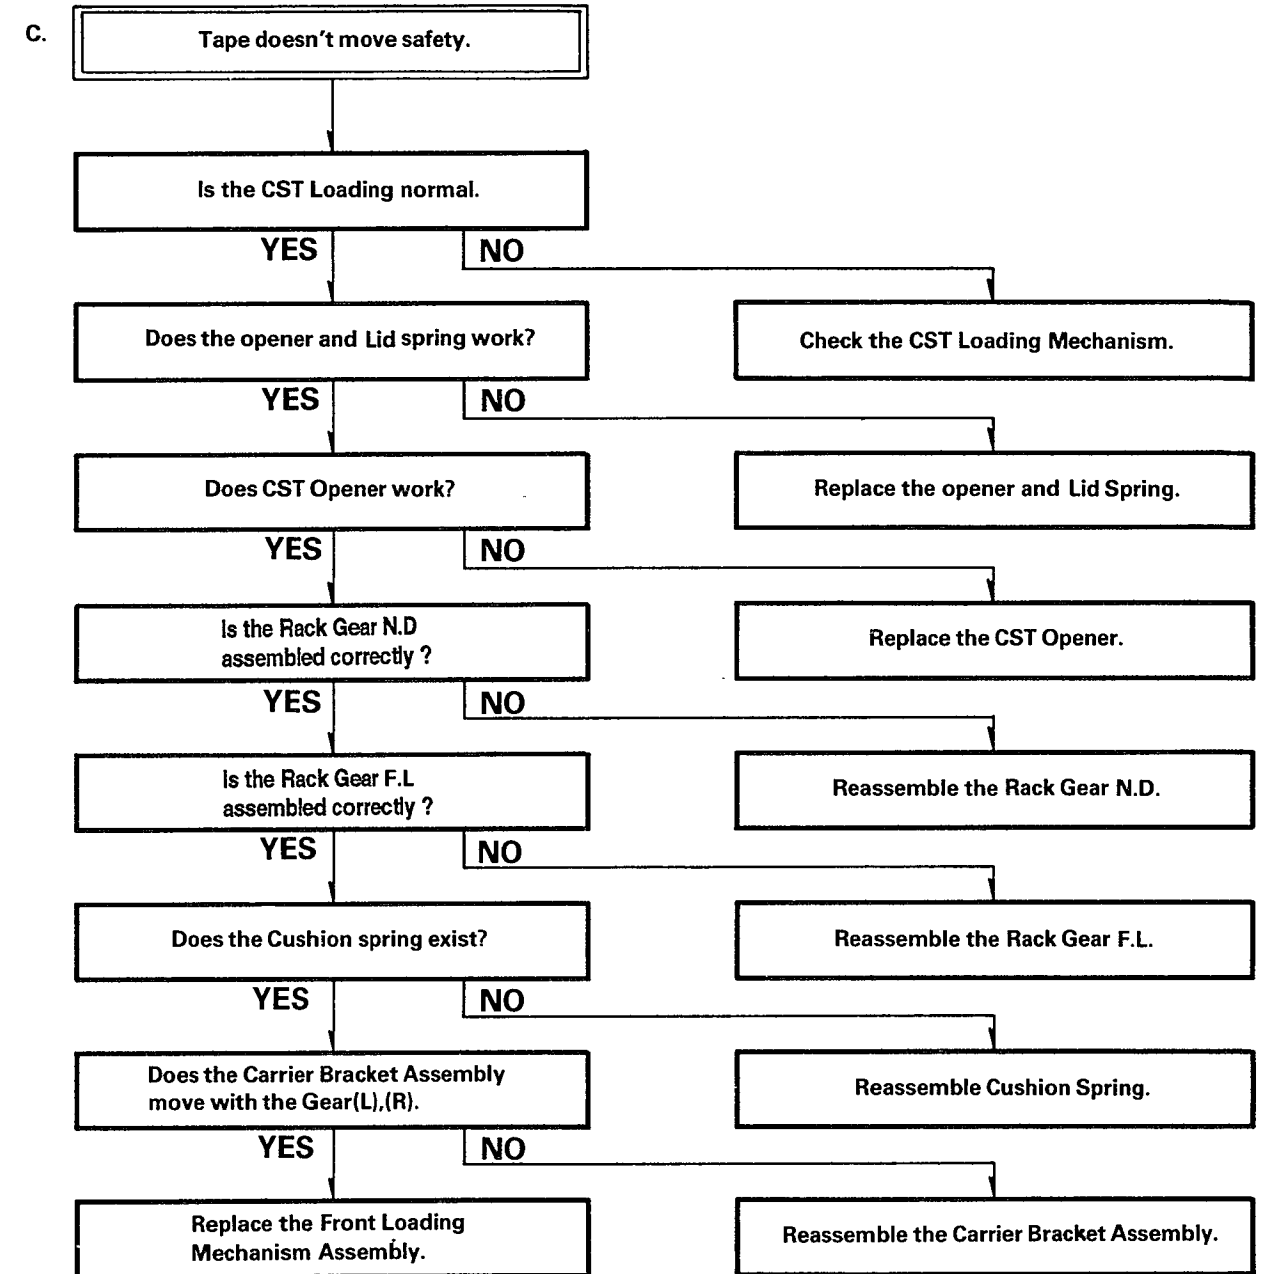 C.
Tape doesn't move safety.
Is the CST Loading normal.
YES
NO
Does the opener and Lid spring work?
Check the CST Loading Mechanism.
YES
NO
Does CST Opener work?
Replace the opener and Lid Spring.
YES
NO
Is the Rack Gear N.D
assembled correctly ?
Replace the CST Opener.
YES
NO
Is the Rack Gear F.L
assembled correctly ?
Reassemble the Rack Gear N.D.
YES
NO
Does the Cushion spring exist?
Reassemble the Rack Gear F.L.
YES
NO
Does the Carrier Bracket Assembly
move with the Gear(L),(R).
Reassemble Cushion Spring.
YES
NO
Replace the Front Loading
Mechanism Assembly.
Reassemble the Carrier Bracket Assembly.